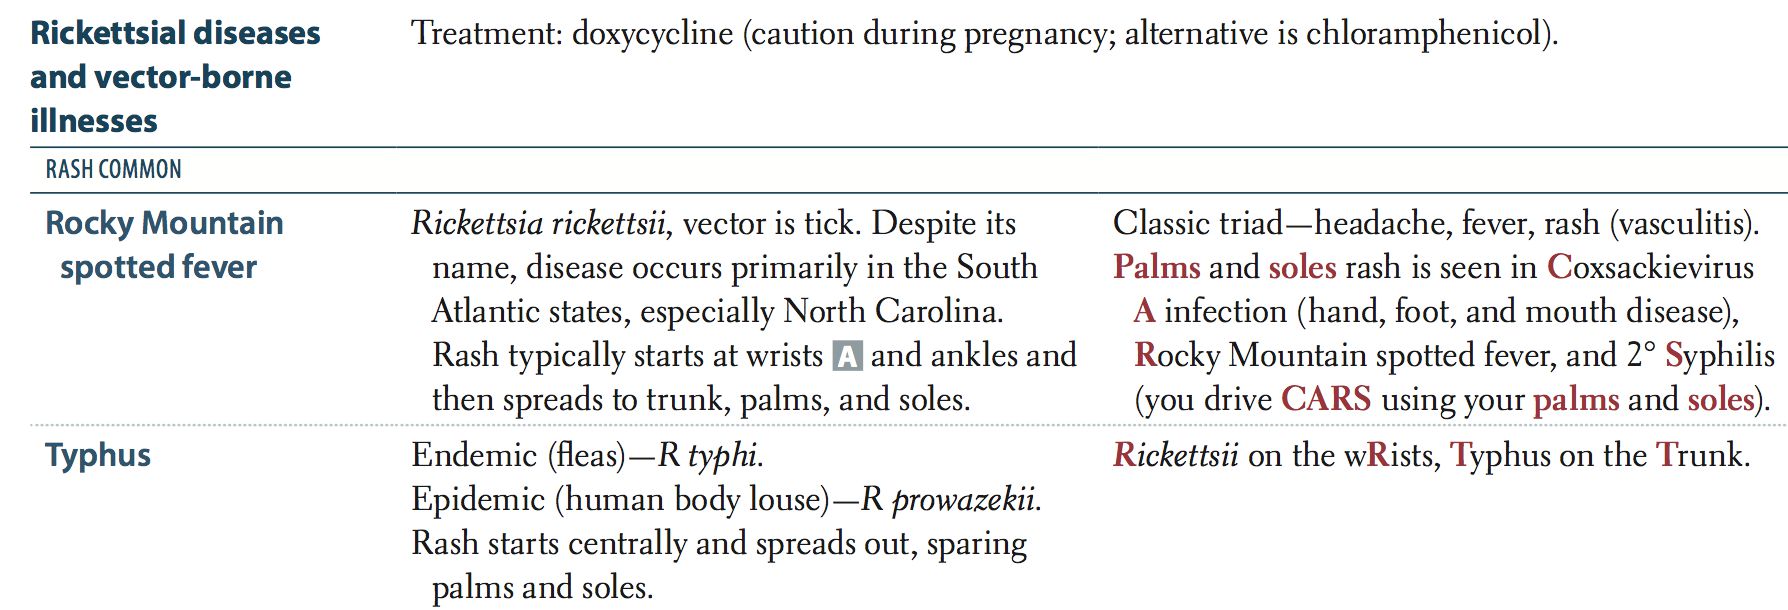 Rickettsial diseases
and vector-borne
illnesses
Treatment: doxycycline (caution during pregnancy; alternative is chloramphenicol).
RASH COMMON
Rocky Mountain
spotted fever
Rickettsia rickettsii, vector is tick. Despite its
name, disease occurs primarily in the South
Atlantic states, especially North Carolina.
Rash typically starts at wrists A and ankles and
then spreads to trunk, palms, and soles.
Classic triad—headache, fever, rash (vasculitis).
Palms and soles rash is seen in Coxsackievirus
A infection (hand, foot, and mouth disease),
Rocky Mountain spotted fever, and 2° Syphilis
(you drive CARS using your palms and soles).
Typhus
Endemic (fleas)—R typhi.
Epidemic (human body louse)—R prowazekii.
Rash starts centrally and spreads out, sparing
palms and soles.
Rickettsii on the wRists, Typhus on the Trunk.